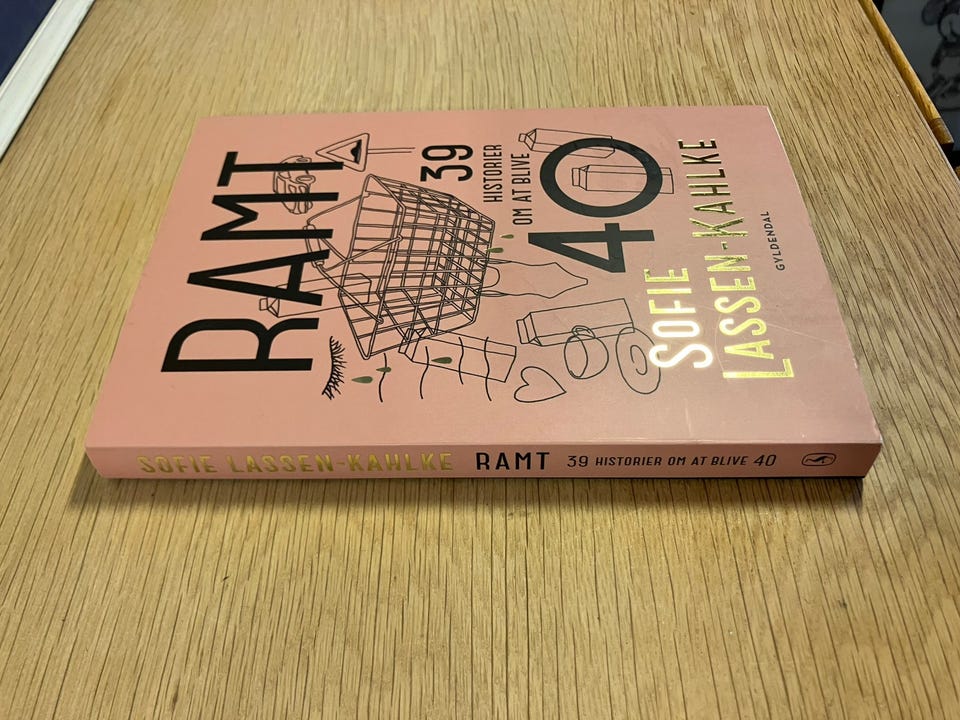 RAMT
39
HISTORIER
OM AT BLIVE
40
SOFIE
LASSEN-KAHLKE
GYLDENDAL
SOFIE LASSEN-KAHLKE RAMT 39 HISTORIER OM AT BLIVE 40